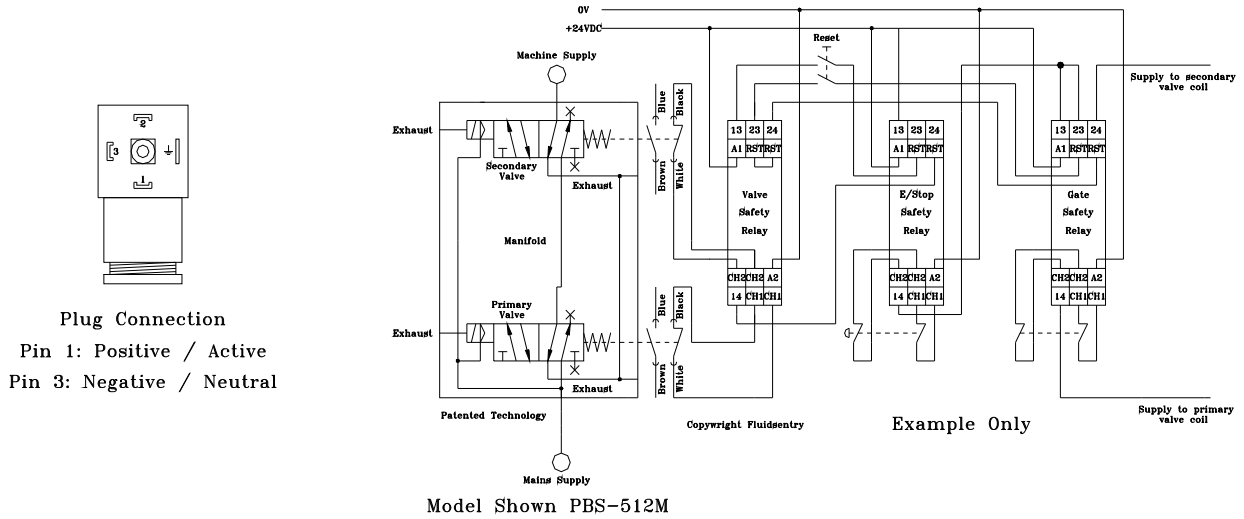 2
3
1
Plug Connection
Pin 1: Positive / Active
Pin 3: Negative / Neutral
0V
+24VDC
Reset
Machine Supply
Supply to secondary
valve coil
Blue
Black
Exhaust
Secondary
Valve
Exhaust
Brown
White
13 23 24
A1 RST RST
Valve
Safety
Relay
CH2 CH2 A2
14 CH1 CH1
13 23 24
A1 RST RST
E/Stop
Safety
Relay
CH2 CH2 A2
14 CH1 CH1
13 23 24
A1 RST RST
Gate
Safety
Relay
CH2 CH2 A2
14 CH1 CH1
Manifold
Primary
Valve
Exhaust
Exhaust
Blue
Black
Brown
White
Patented Technology
Copywright Fluidsentry
Example Only
Supply to primary
valve coil
Mains Supply
Model Shown PBS-512M